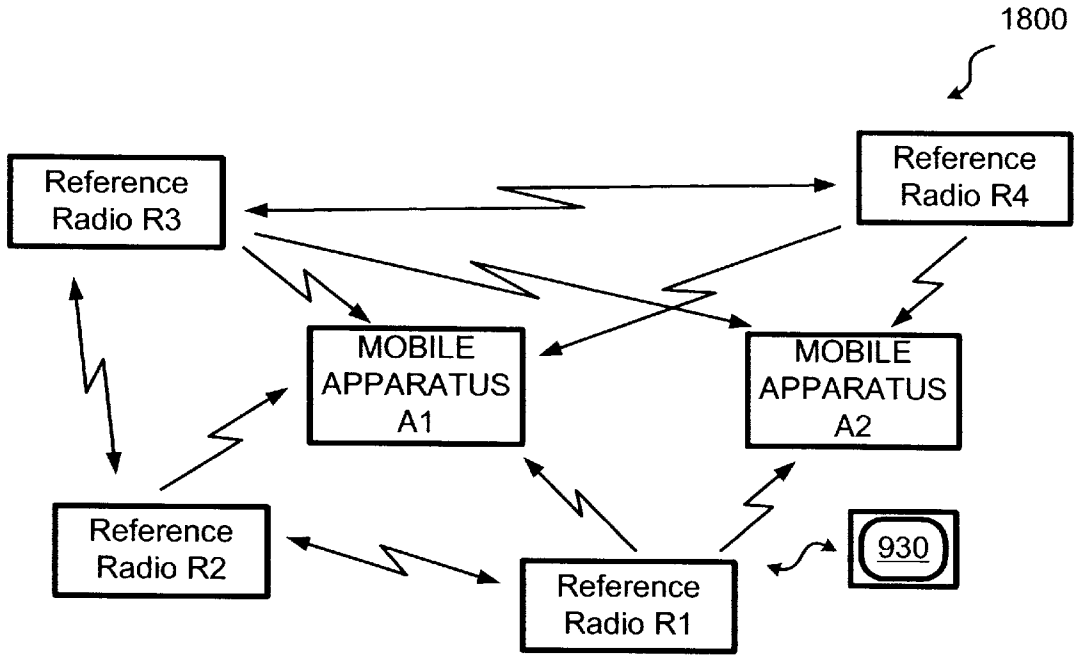 1800
Reference
Radio R3
Reference
Radio R4
MOBILE
APPARATUS
A1
MOBILE
APPARATUS
A2
Reference
Radio R2
930
Reference
Radio R1